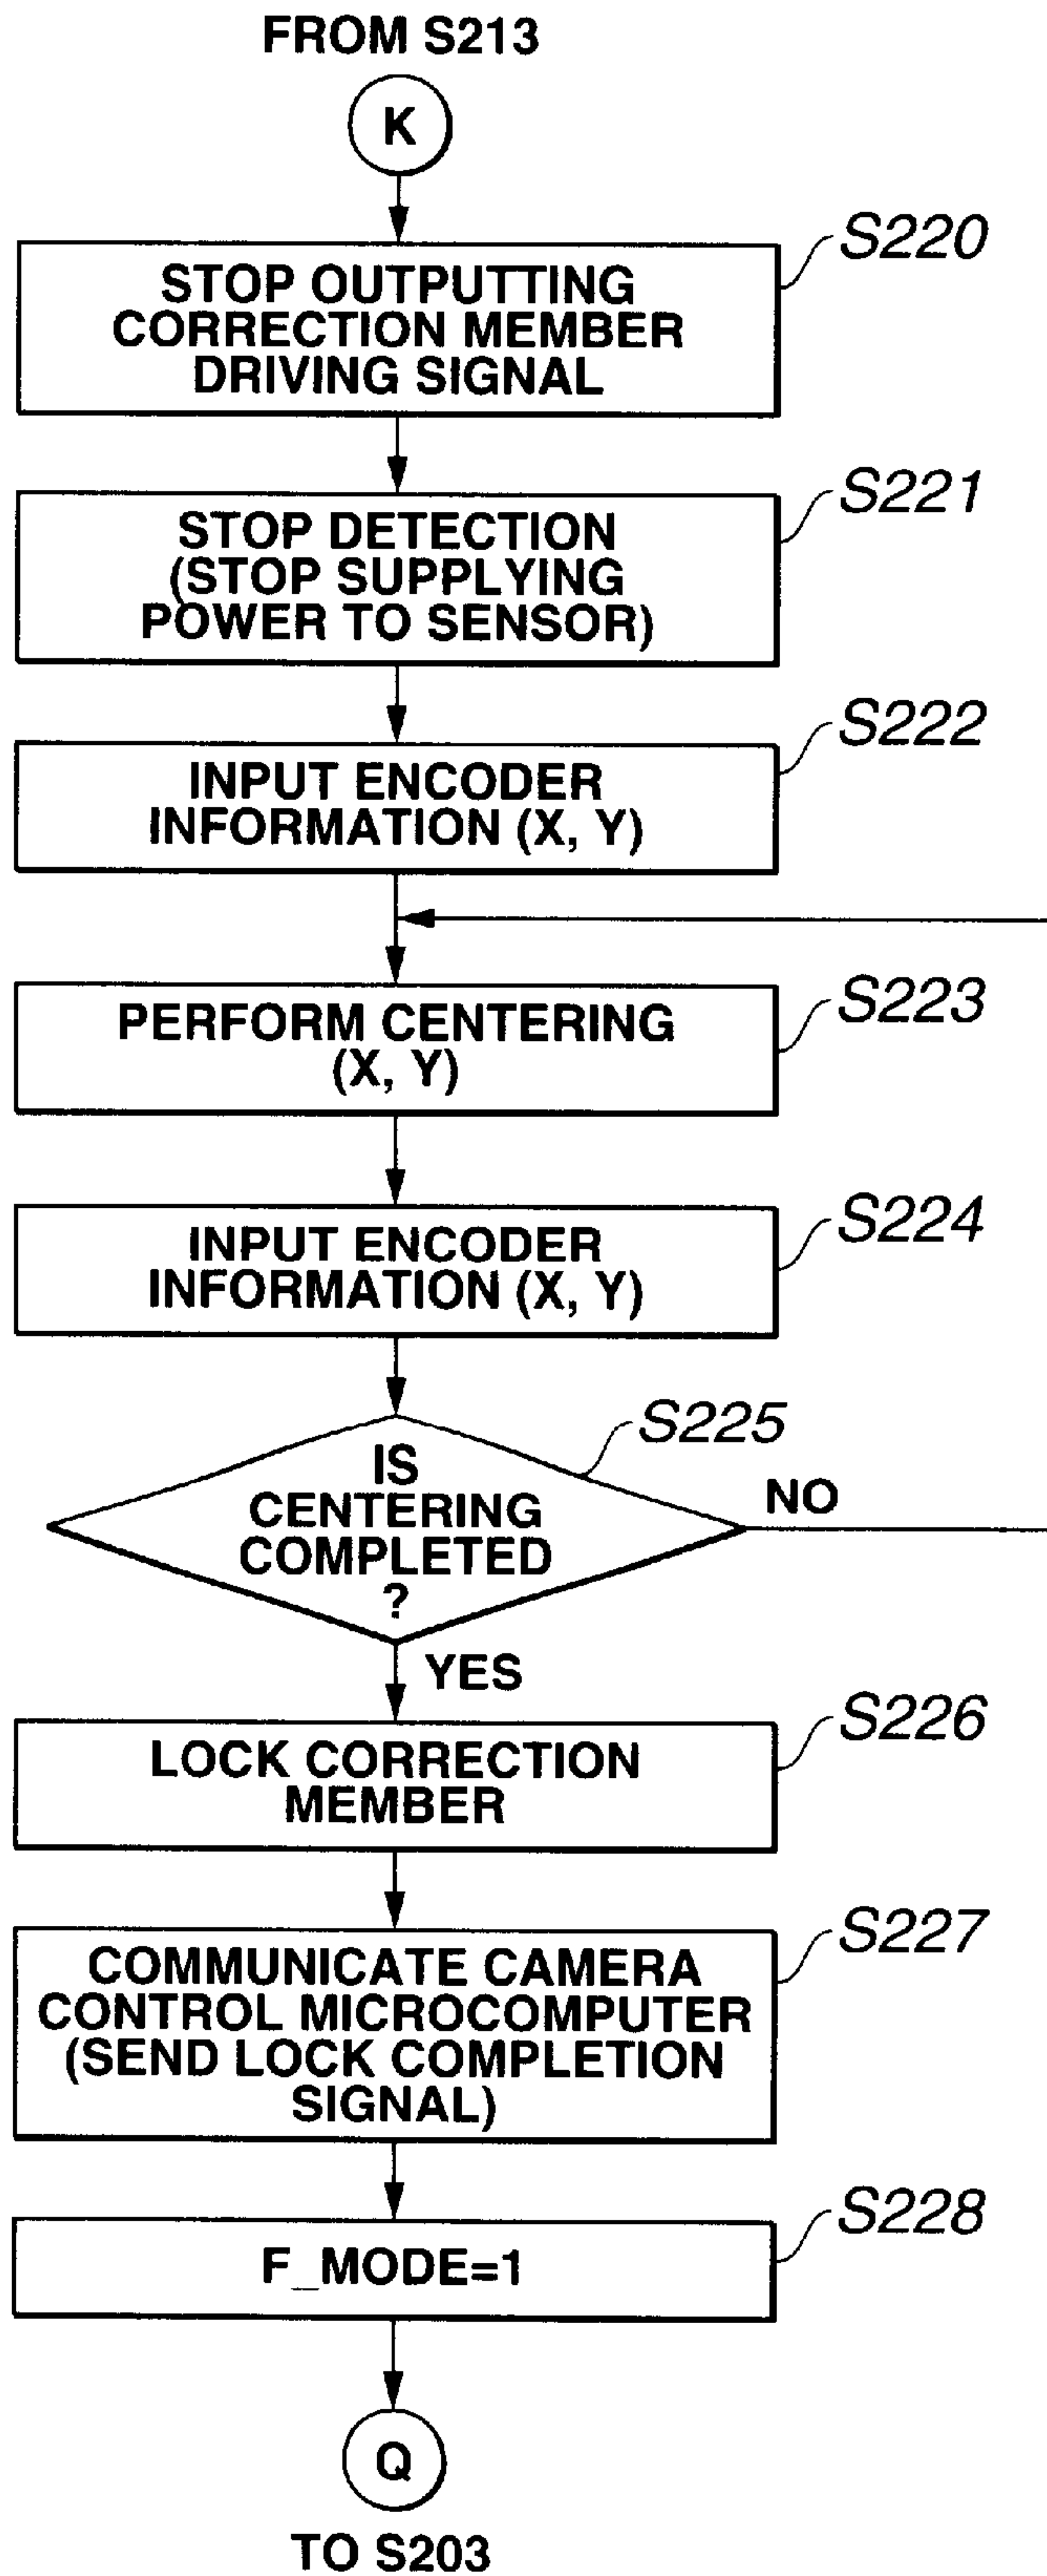 FROM S213
K
S220
STOP OUTPUTTING
CORRECTION MEMBER
DRIVING SIGNAL
S221
STOP DETECTION
(STOP SUPPLYING
POWER TO SENSOR)
S222
INPUT ENCODER
INFORMATION (X, Y)
S223
PERFORM CENTERING
(X, Y)
S224
INPUT ENCODER
INFORMATION (X, Y)
S225
IS
CENTERING
COMPLETED
?
NO
YES
S226
LOCK CORRECTION
MEMBER
S227
COMMUNICATE CAMERA
CONTROL MICROCOMPUTER
(SEND LOCK COMPLETION
SIGNAL)
S228
F_MODE=1
Q
TO S203